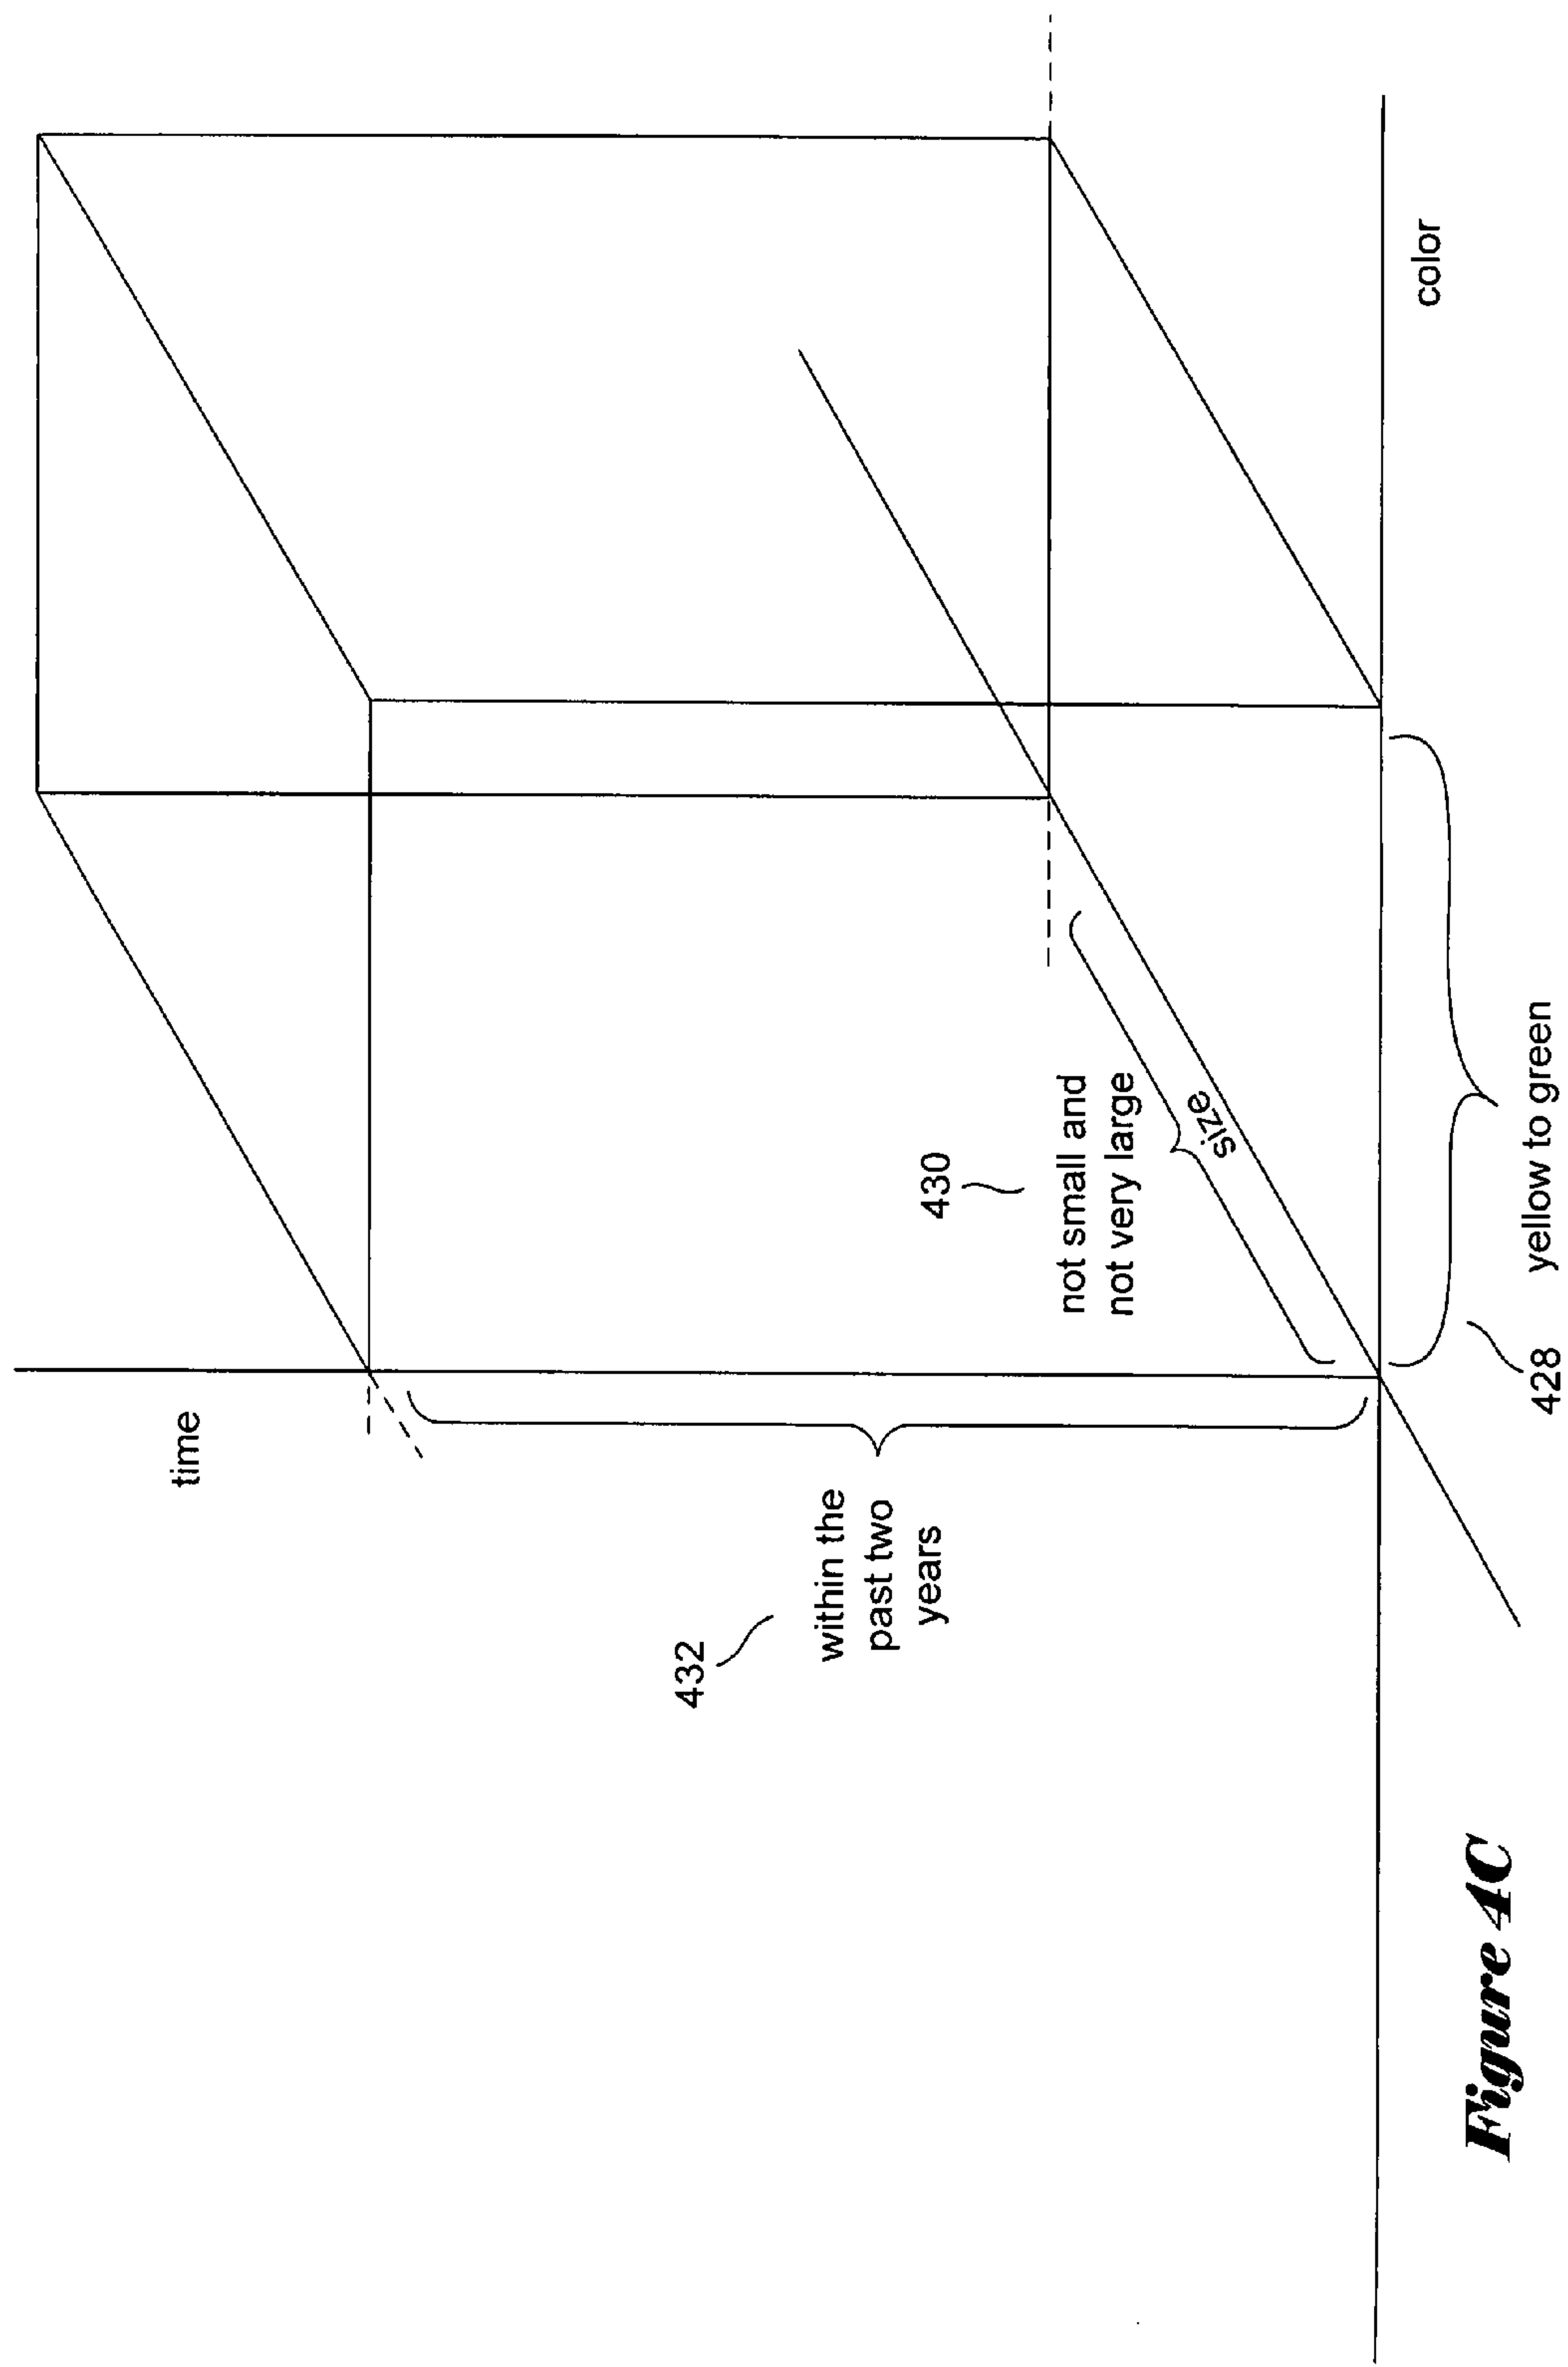 time
432
within the
past two
years
430
not small and
not very large
size
color
428
yellow to green
Figure 4C